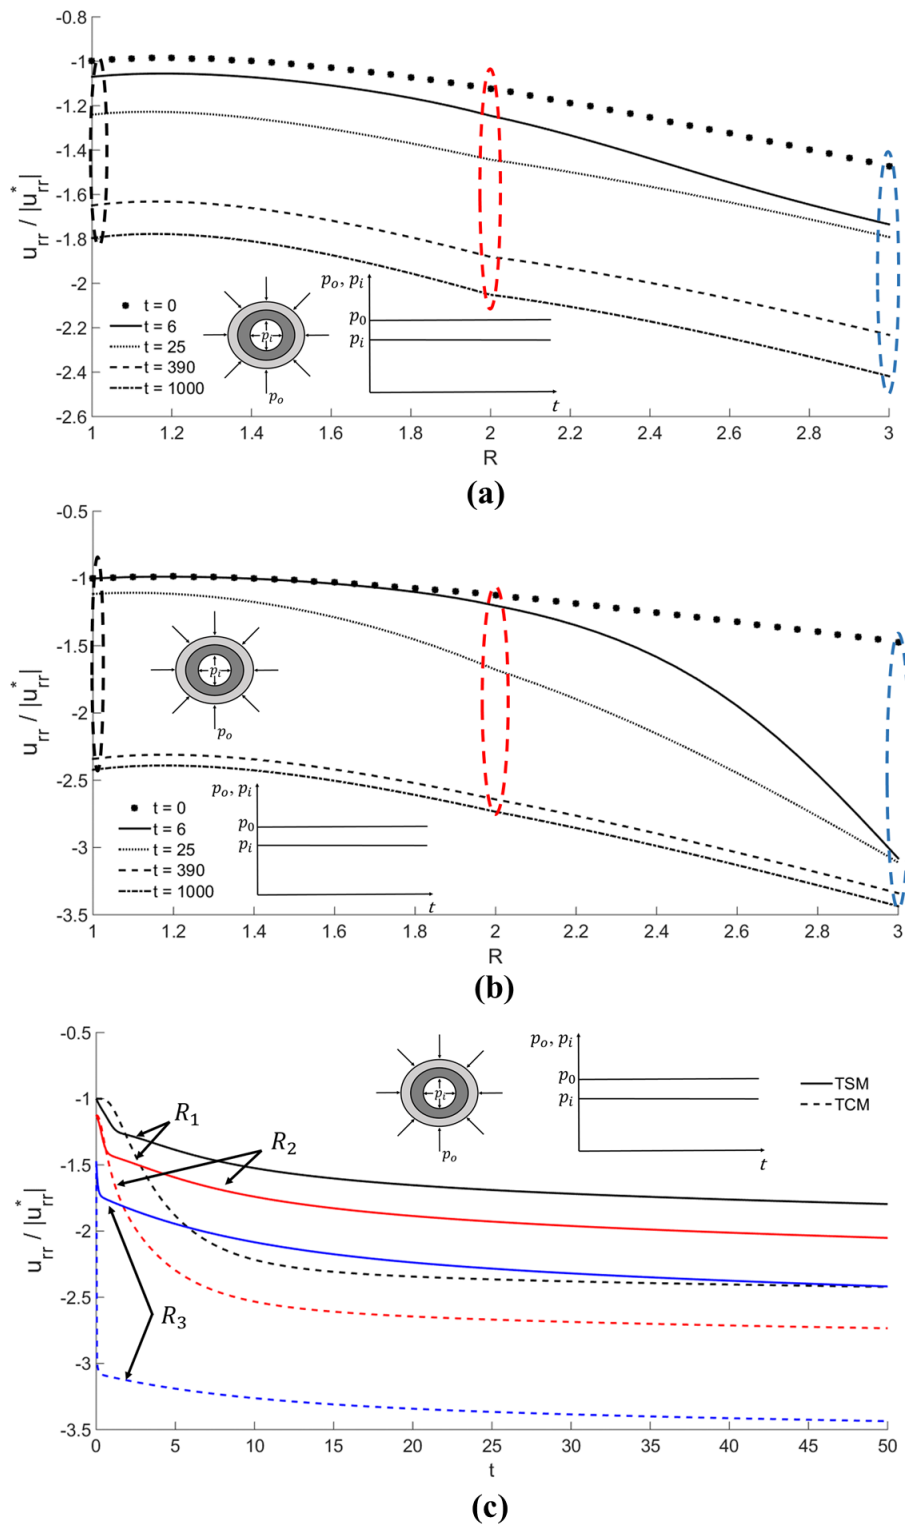 -0.8
-1
-1.2
-1.4
-1.6
-1.8
-2
-2.2
-2.4
-2.6
u_rr / |u*_rr|
p_o, p_i
p_0
p_i
t
p_i
p_o
t = 0
t = 6
t = 25
t = 390
t = 1000
1 1.2 1.4 1.6 1.8 2 2.2 2.4 2.6 2.8 3
R
(a)
-0.5
-1
-1.5
-2
-2.5
-3
-3.5
u_rr / |u*_rr|
p_i
p_o
p_o, p_i
p_0
p_i
t
t = 0
t = 6
t = 25
t = 390
t = 1000
1 1.2 1.4 1.6 1.8 2 2.2 2.4 2.6 2.8 3
R
(b)
-0.5
-1
-1.5
-2
-2.5
-3
-3.5
u_rr / |u*_rr|
p_i
p_o
p_o, p_i
p_0
p_i
t
TSM
TCM
R_1
R_2
R_3
0 5 10 15 20 25 30 35 40 45 50
t
(c)